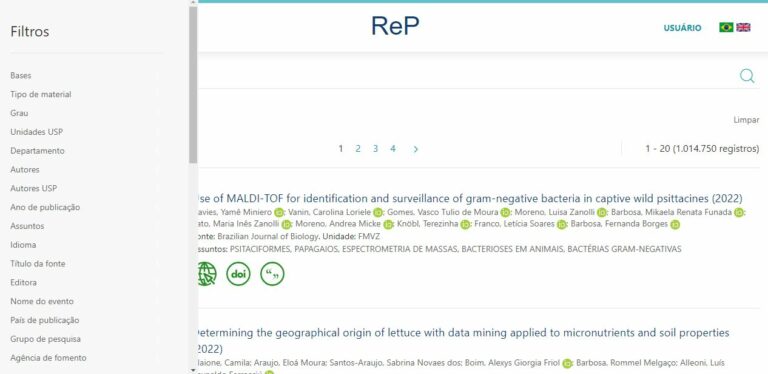 Filtros
Bases
Tipo de material
Grau
Unidades USP
Departamento
Autores
Autores USP
Ano de publicação
Assuntos
Idioma
Título da fonte
Editora
Nome do evento
País de publicação
Grupo de pesquisa
Agência de fomento
ReP
USUÁRIO
Limpar
1 2 3 4
1 - 20 (1.014.750 registros)
of MALDI-TOF for identification and surveillance of gram-negative bacteria in captive wild psittacines (2022)
Yamê Miniero; Vanin, Carolina Loriele; Gomes, Vasco Tulio de Moura; Moreno, Luisa Zanolli; Barbosa, Mikaela Renata Funada;
Maria Inês Zanolli; Moreno, Andrea Micke; Knöbl, Terezinha; Franco, Letícia Soares; Barbosa, Fernanda Borges
Brazilian Journal of Biology. Unidade: FMVZ
PSITACIFORMES, PAPAGAIOS, ESPECTROMETRIA DE MASSAS, BACTERIOSES EM ANIMAIS, BACTÉRIAS GRAM-NEGATIVAS
doi
Determining the geographical origin of lettuce with data mining applied to micronutrients and soil properties
2022)
Camila; Araujo, Eloá Moura; Santos-Araujo, Sabrina Novaes dos; Boim, Alexys Giorgia Friol; Barbosa, Rommel Melgaço; Alleoni, Luís